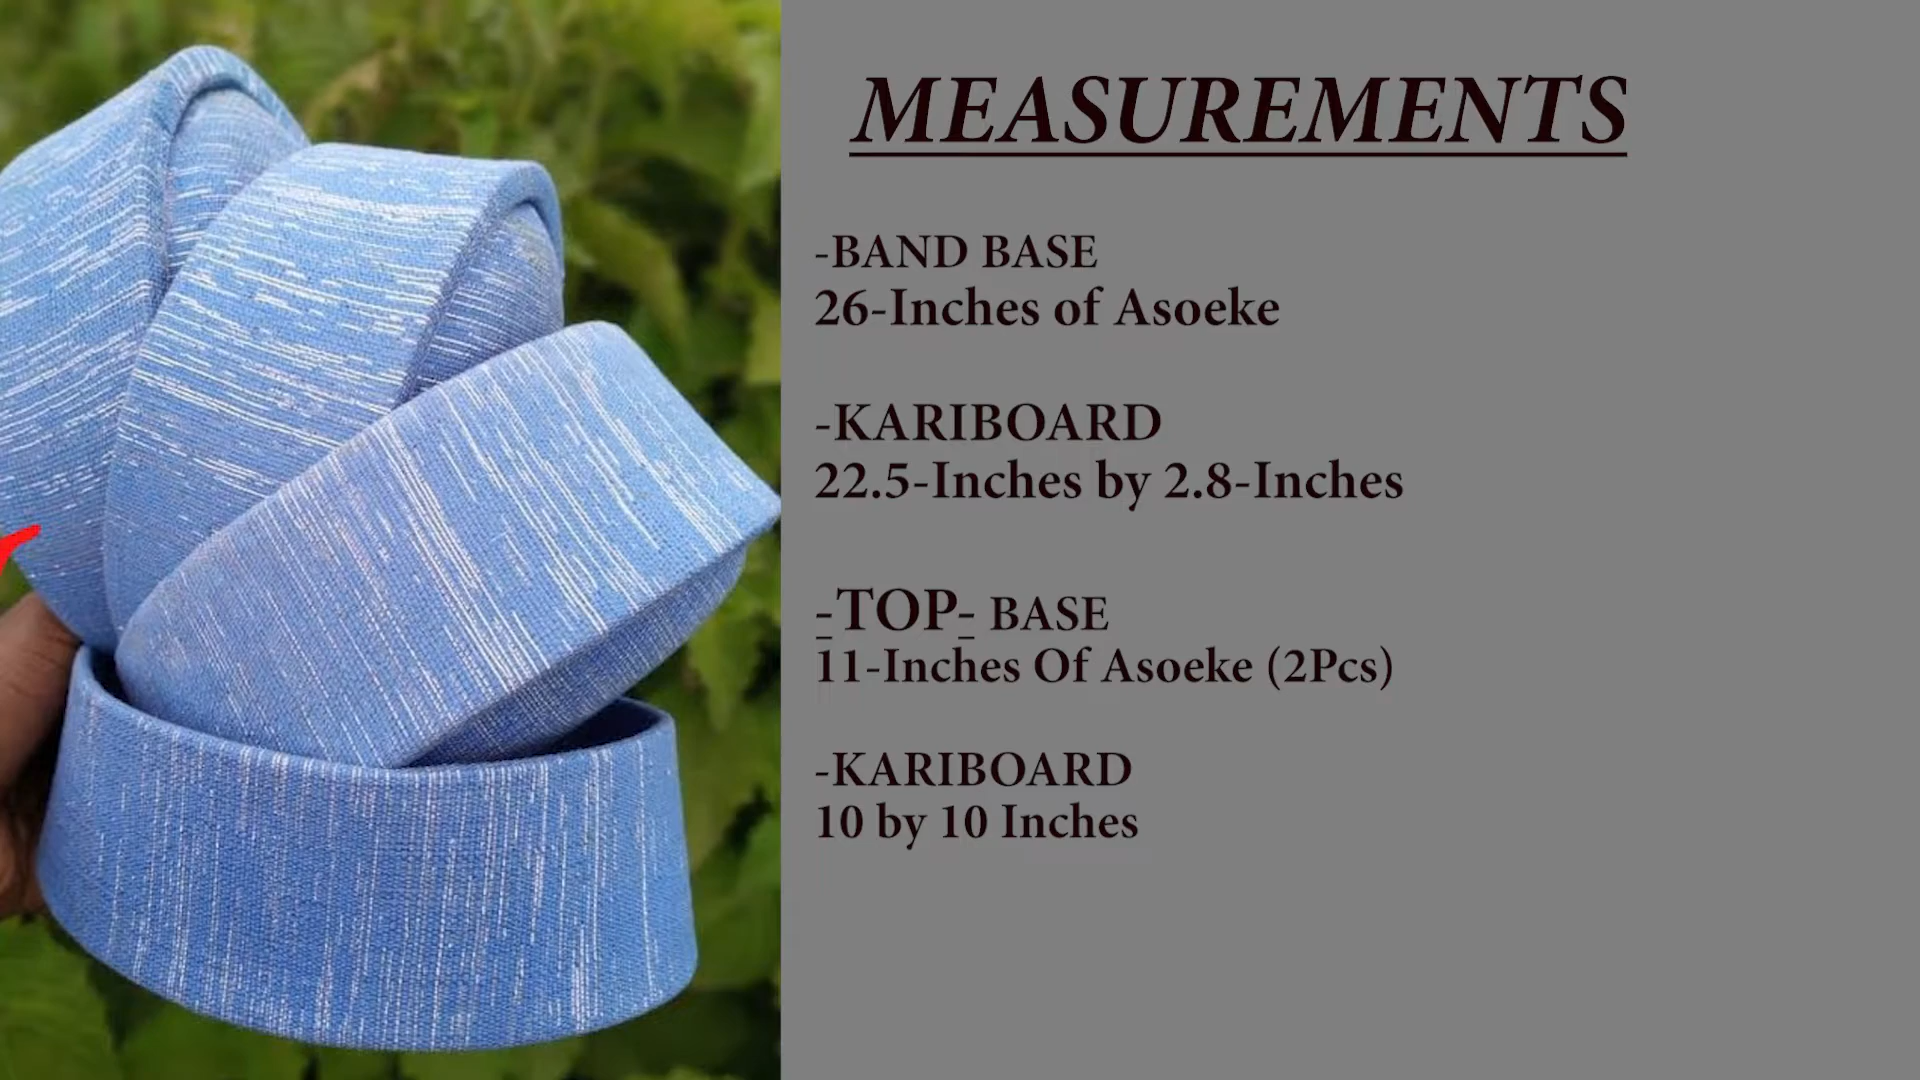 MEASUREMENTS
-BAND BASE
26-Inches of Asoeke
-KARIBOARD
22.5-Inches by 2.8-Inches
-TOP- BASE
11-Inches Of Asoeke (2Pcs)
-KARIBOARD
10 by 10 Inches